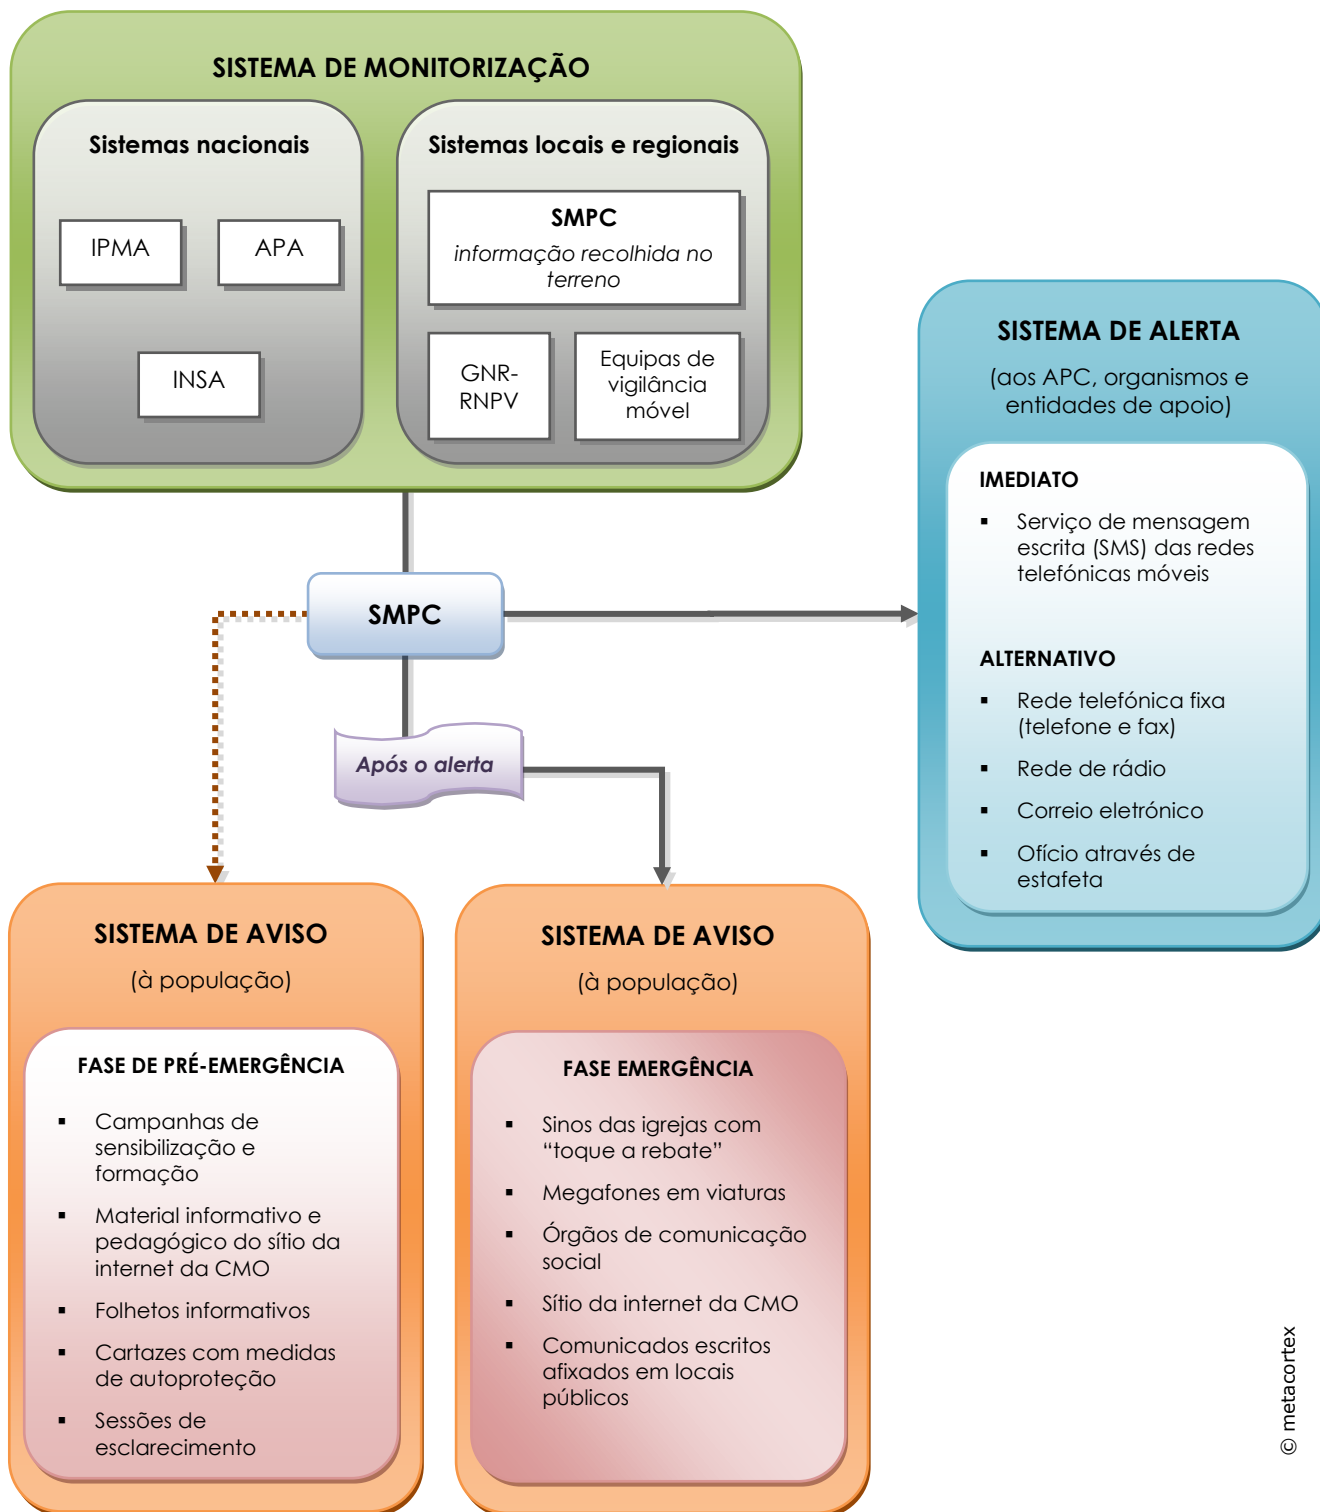 SISTEMA DE MONITORIZAÇÃO
Sistemas nacionais
IPMA
APA
INSA
Sistemas locais e regionais
SMPC
informação recolhida no
terreno
GNR-
RNPV
Equipas de
vigilância
móvel
SMPC
Após o alerta
SISTEMA DE ALERTA
(aos APC, organismos e
entidades de apoio)
IMEDIATO
▪ Serviço de mensagem
escrita (SMS) das redes
telefónicas móveis
ALTERNATIVO
▪ Rede telefónica fixa
(telefone e fax)
▪ Rede de rádio
▪ Correio eletrónico
▪ Ofício através de
estafeta
SISTEMA DE AVISO
(à população)
FASE DE PRÉ-EMERGÊNCIA
▪ Campanhas de
sensibilização e
formação
▪ Material informativo e
pedagógico do sítio da
internet da CMO
▪ Folhetos informativos
▪ Cartazes com medidas
de autoproteção
▪ Sessões de
esclarecimento
SISTEMA DE AVISO
(à população)
FASE EMERGÊNCIA
▪ Sinos das igrejas com
“toque a rebate”
▪ Megafones em viaturas
▪ Órgãos de comunicação
social
▪ Sítio da internet da CMO
▪ Comunicados escritos
afixados em locais
públicos
© metacortex